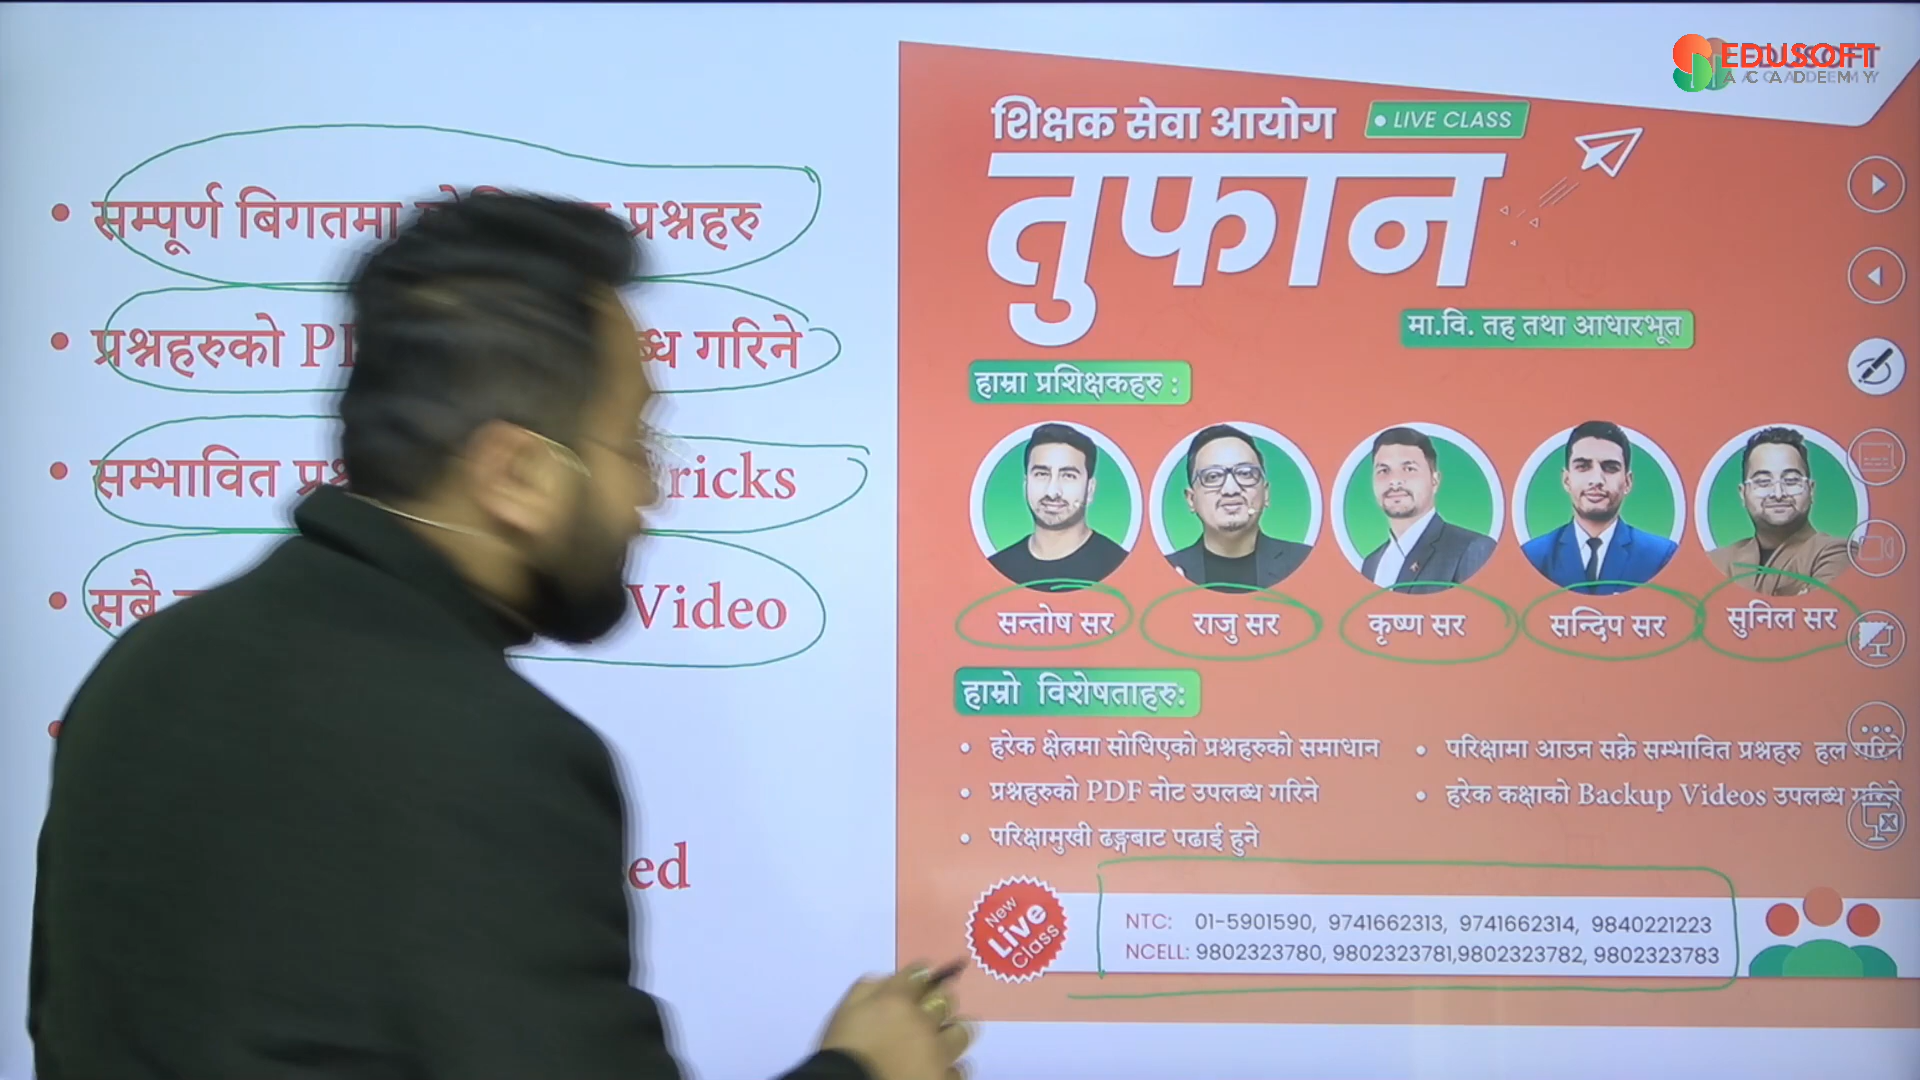 EDUSOFT
ACADEMY
• सम्पूर्ण बिगतमा प्रश्नहरु
• प्रश्नहरुको गरिने
• सम्भावित
• सबै Video
शिक्षक सेवा आयोग
• LIVE CLASS
तुफान
मा.वि. तह तथा आधारभूत
हाम्रा प्रशिक्षकहरु :
सन्तोष सर
राजु सर
कृष्ण सर
सन्दिप सर
सुनिल सर
हाम्रो विशेषताहरु:
• हरेक क्षेत्रमा सोधिएको प्रश्नहरुको समाधान
• प्रश्नहरुको PDF नोट उपलब्ध गरिने
• परिक्षामुखी ढङ्गबाट पढाई हुने
• परिक्षामा आउन सक्ने सम्भावित प्रश्नहरु हल गरिने
• हरेक कक्षाको Backup Videos उपलब्ध गरिने
New
Live
Class
NTC: 01-5901590, 9741662313, 9741662314, 9840221223
NCELL: 9802323780, 9802323781,9802323782, 9802323783